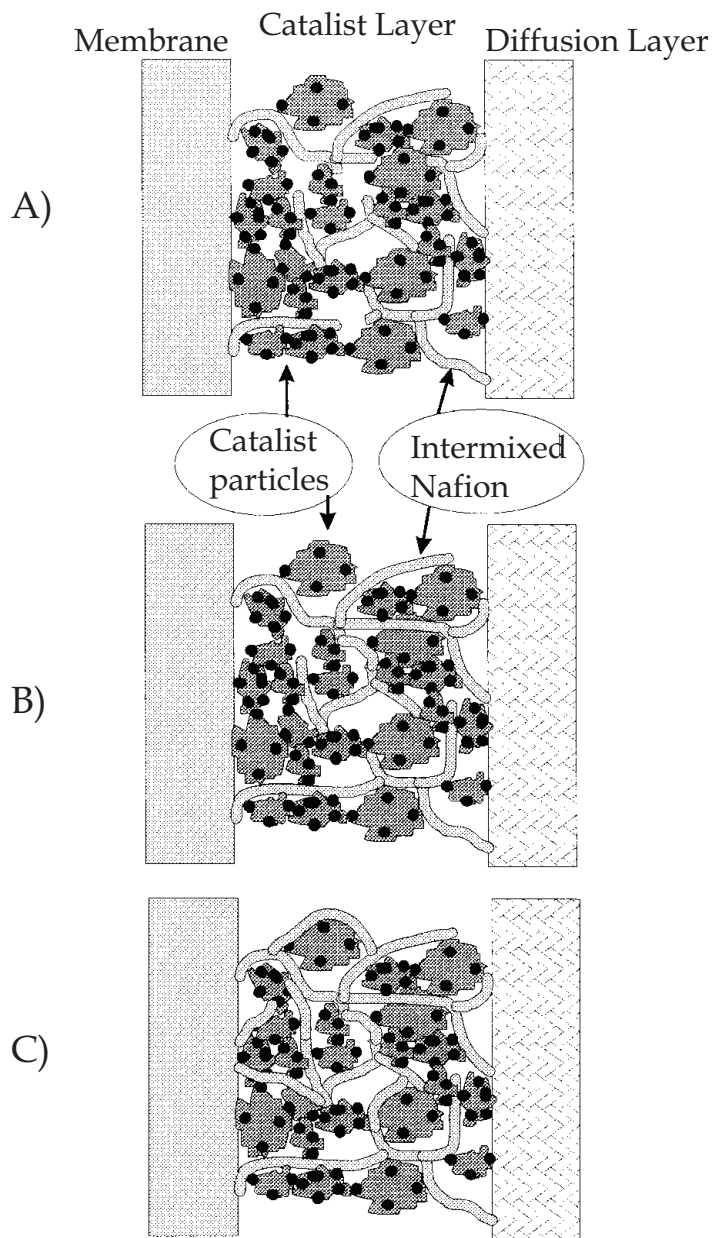 Membrane
Catalist Layer
Diffusion Layer
A)
Catalist
particles
Intermixed
Nafion
B)
C)